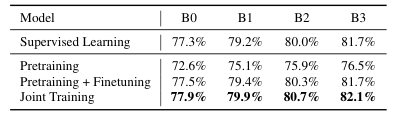 Model B0 B1 B2 B3
Supervised Learning 77.3% 79.2% 80.0% 81.7%
Pretraining 72.6% 75.1% 75.9% 76.5%
Pretraining + Finetuning 77.5% 79.4% 80.3% 81.7%
Joint Training 77.9% 79.9% 80.7% 82.1%